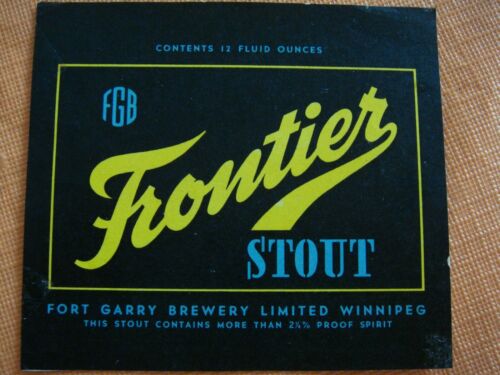 CONTENTS 12 FLUID OUNCES
FGB
Frontier
STOUT
FORT GARRY BREWERY LIMITED WINNIPEG
THIS STOUT CONTAINS MORE THAN 2½% PROOF SPIRIT